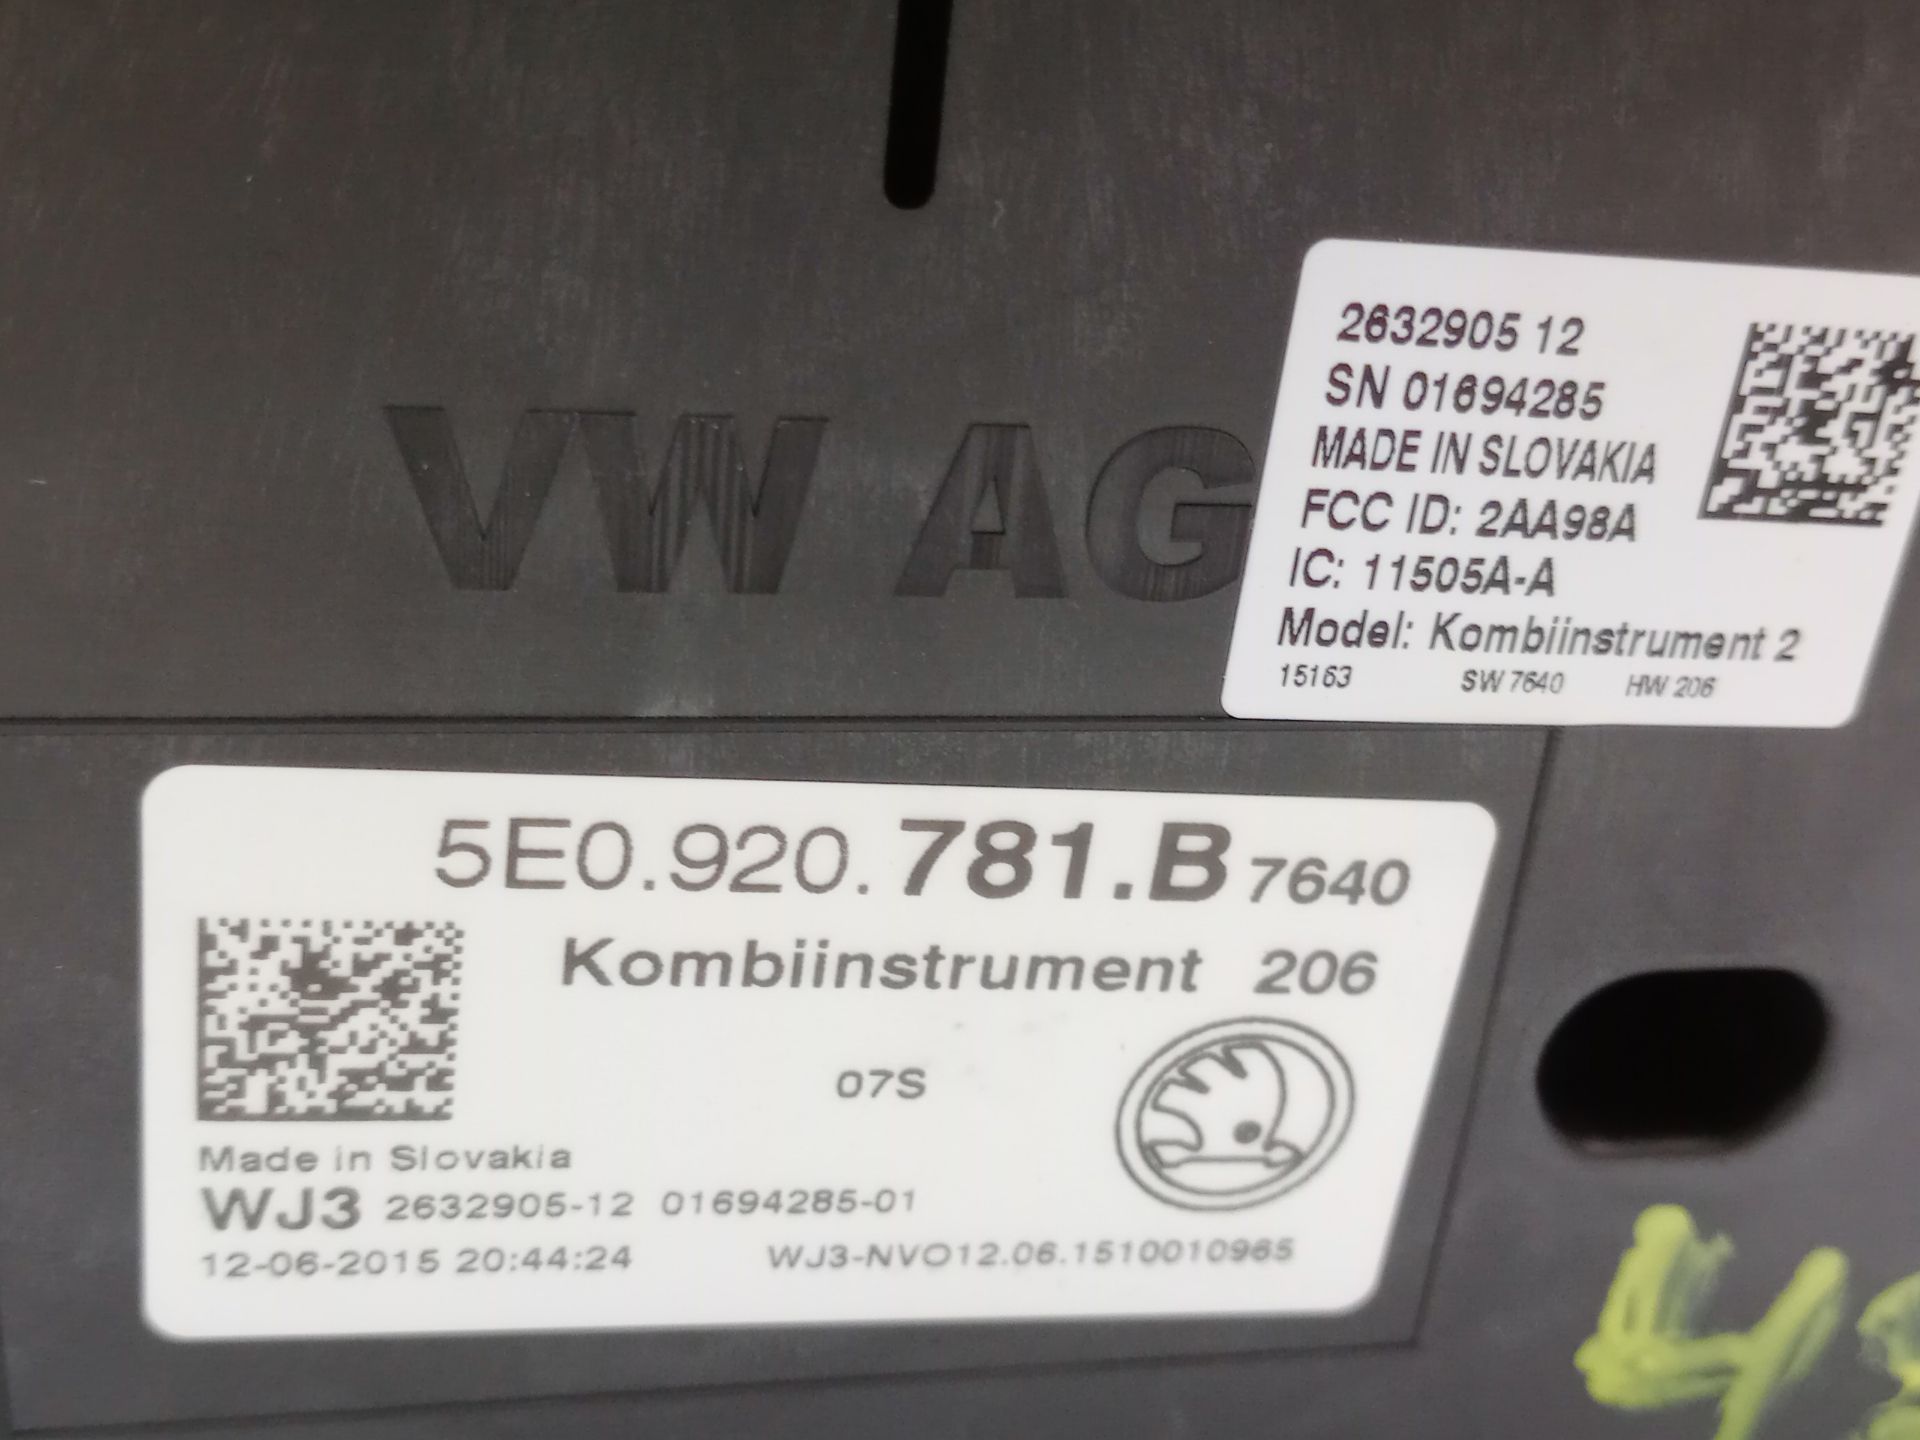 VW AG
2632905 12
SN 01694285
MADE IN SLOVAKIA
FCC ID: 2AA98A
IC: 11505A-A
Model: Kombiinstrument 2
15163 SW 7640 HW 206
5E0.920.781.B 7640
Kombiinstrument 206
07S
Made in Slovakia
WJ3 2632905-12 01694285-01
12-06-2015 20:44:24 WJ3-NVO12.06.1510010965